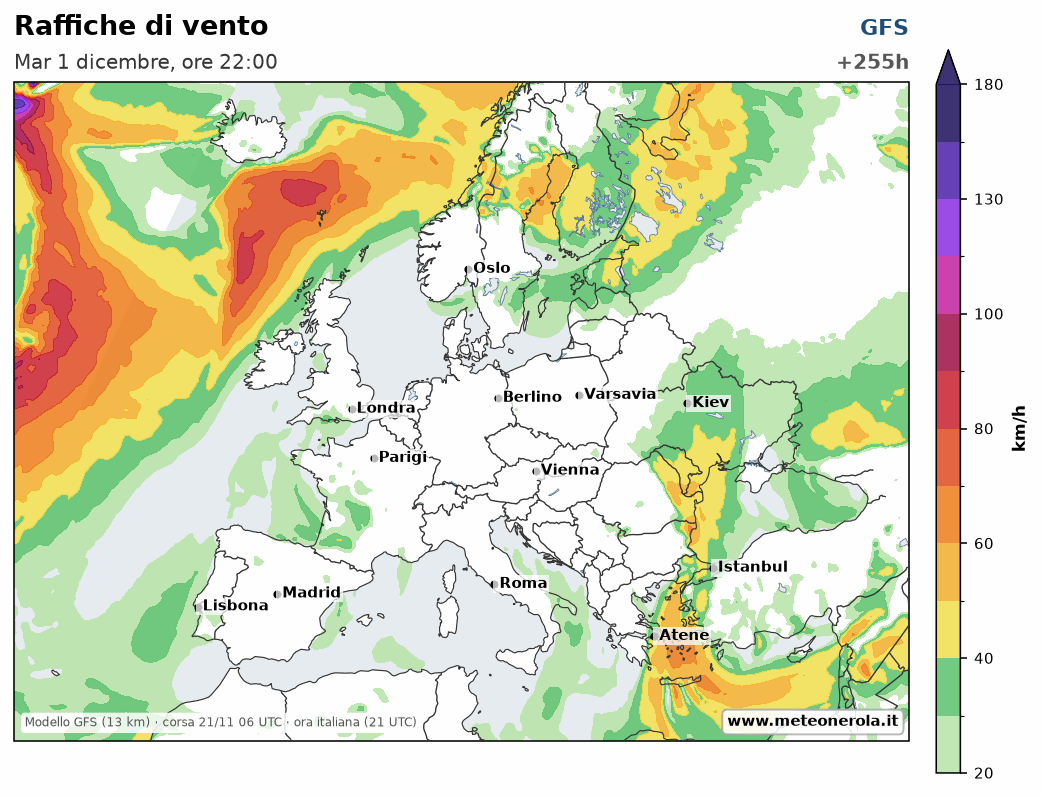 Raffiche di vento
GFS
Mar 1 dicembre, ore 22:00
+255h
180
130
100
80
60
40
20
km/h
Oslo
Berlino
Varsavia
Kiev
Londra
Parigi
Vienna
Istanbul
Roma
Madrid
Lisbona
Atene
Modello GFS (13 km) · corsa 21/11 06 UTC · ora italiana (21 UTC)
www.meteonerola.it